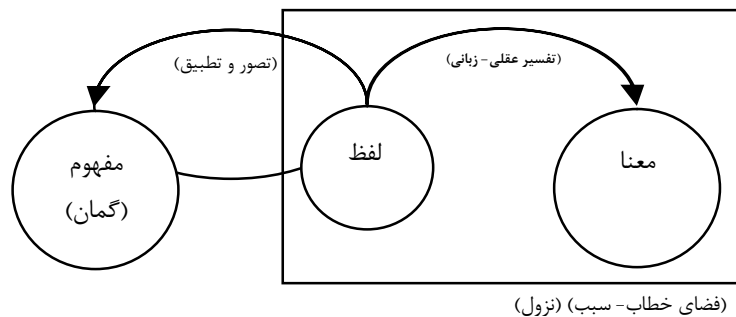 (تفسیر عقلی- زبانی)
(تصور و تطبیق)
معنا
لفظ
مفهوم
(گمان)
(فضای خطاب- سبب) (نزول)